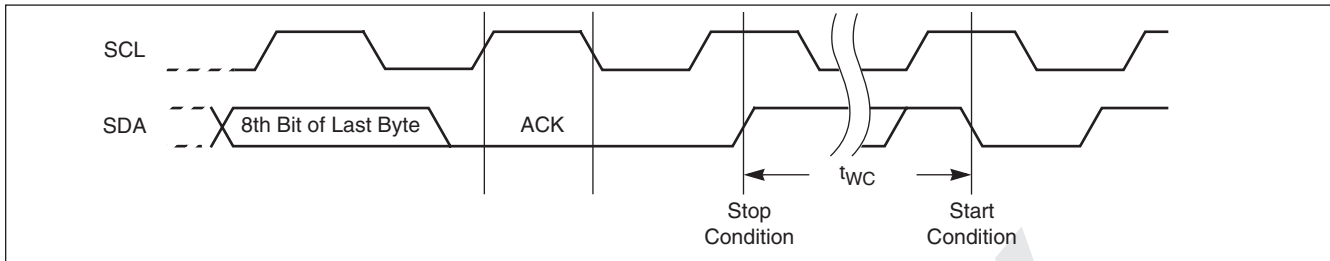 SCL
SDA
8th Bit of Last Byte
ACK
tWC
Stop
Condition
Start
Condition